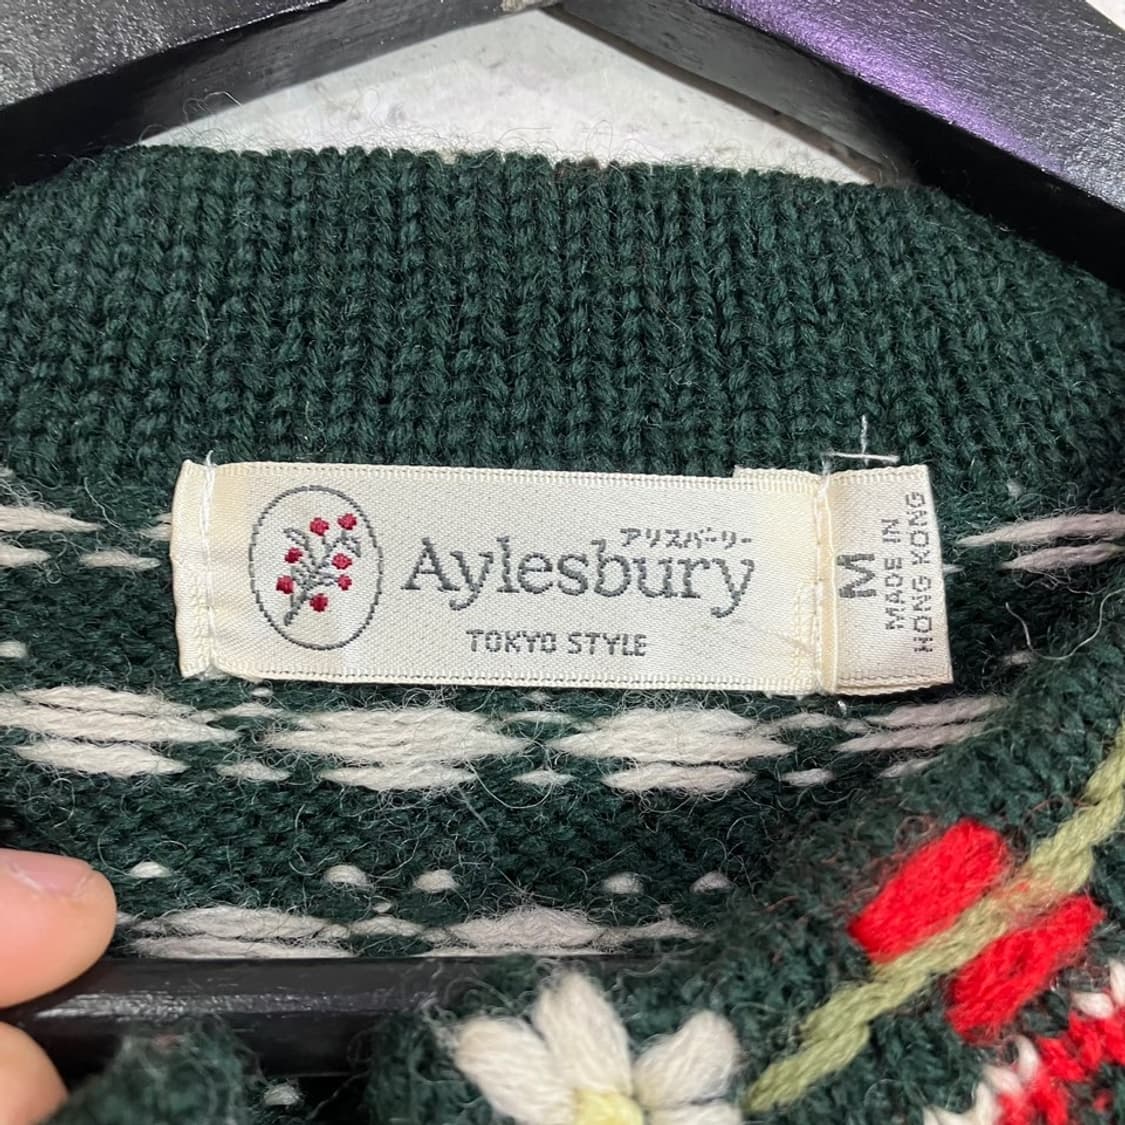 アリスバーリー
Aylesbury
TOKYO STYLE
M
MADE IN
HONG KONG